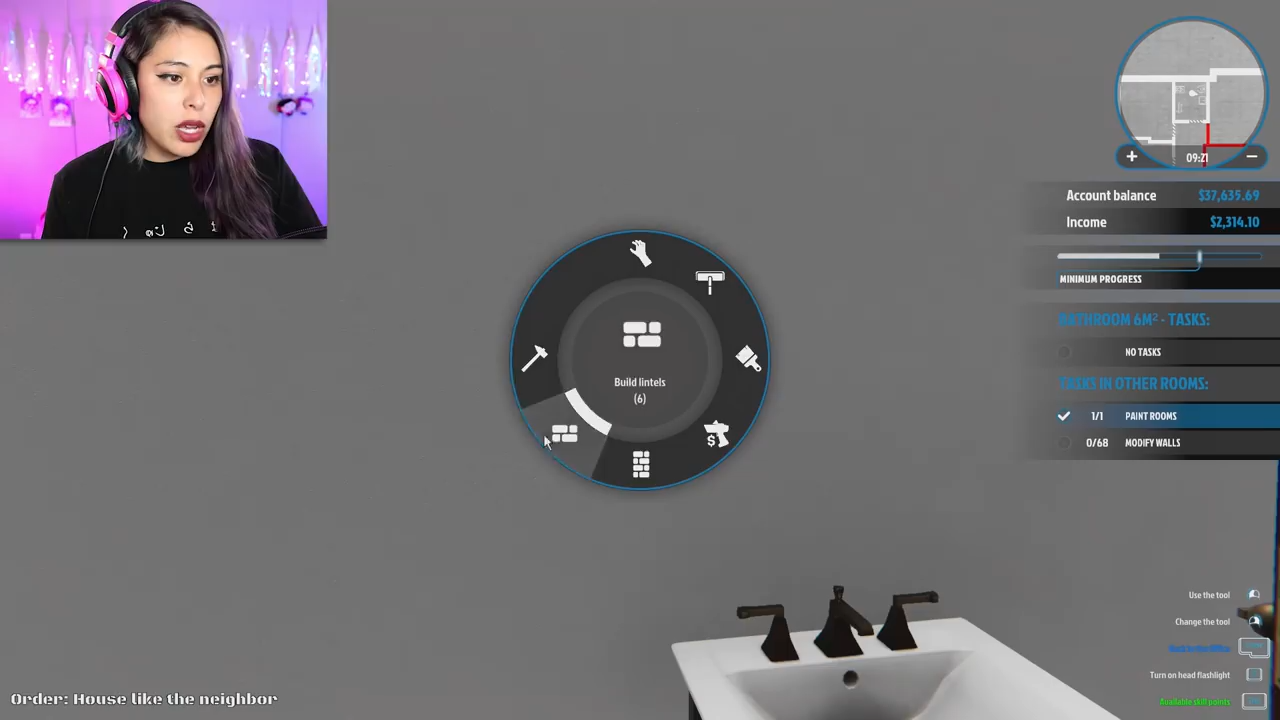 09:21
Account balance $37,635.69
Income $2,314.10
MINIMUM PROGRESS
BATHROOM 6M² - TASKS:
NO TASKS
TASKS IN OTHER ROOMS:
1/1 PAINT ROOMS
0/68 MODIFY WALLS
Build lintels
(6)
$
Use the tool
Change the tool
Turn on head flashlight
Available skill points
Order: House like the neighbor